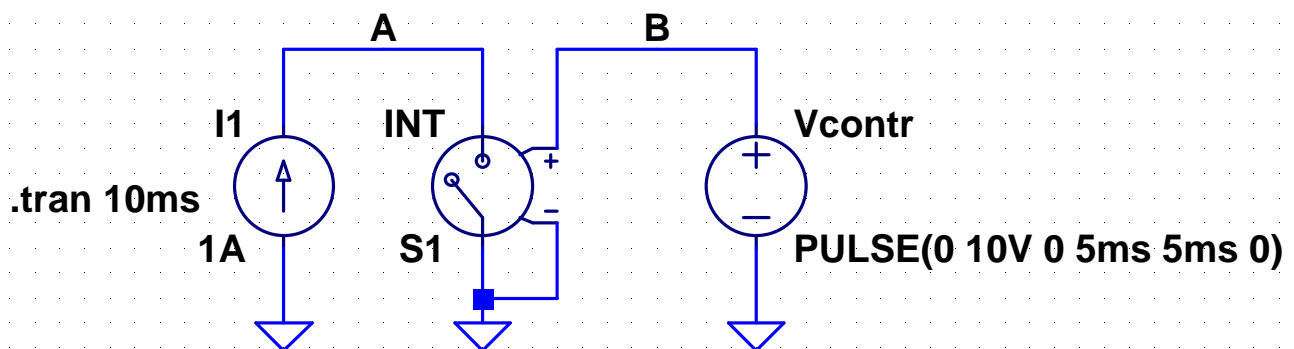 A
B
I1
INT
Vcontr
+
+
.tran 10ms
−
−
1A
S1
PULSE(0 10V 0 5ms 5ms 0)